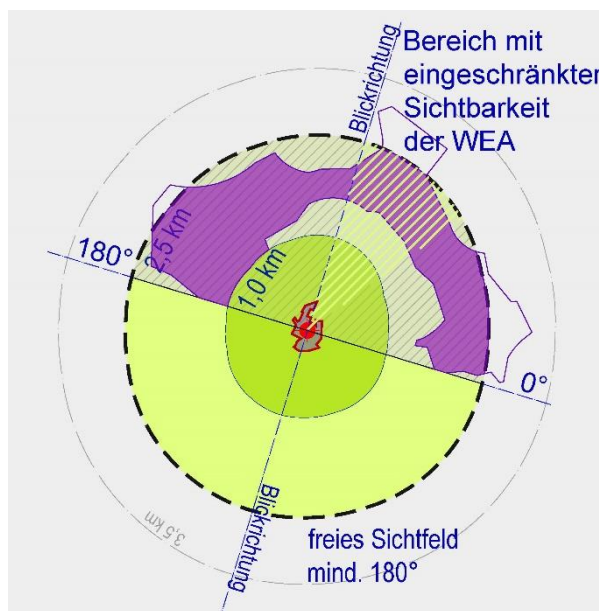 Blickrichtung
Bereich mit
eingeschränkter
Sichtbarkeit
der WEA
180°
2,5 km
1,0 km
0°
3,5 km
Blickrichtung
freies Sichtfeld
mind. 180°